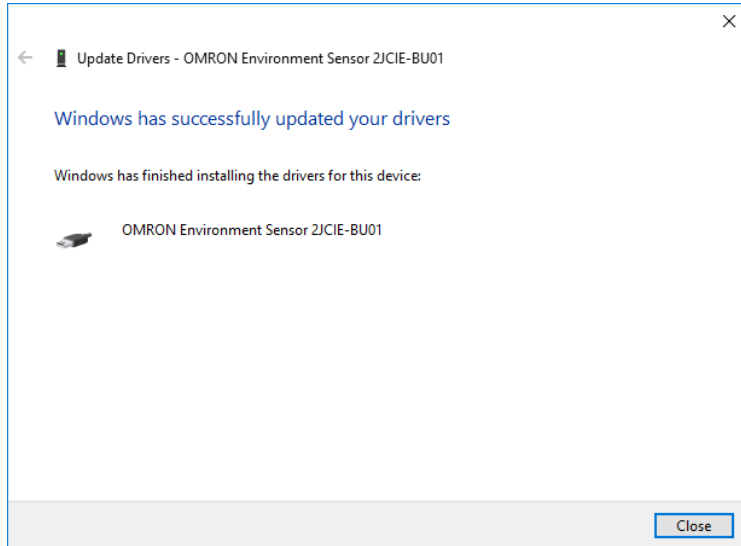 Update Drivers - OMRON Environment Sensor 2JCIE-BU01
Windows has successfully updated your drivers
Windows has finished installing the drivers for this device:
OMRON Environment Sensor 2JCIE-BU01
Close